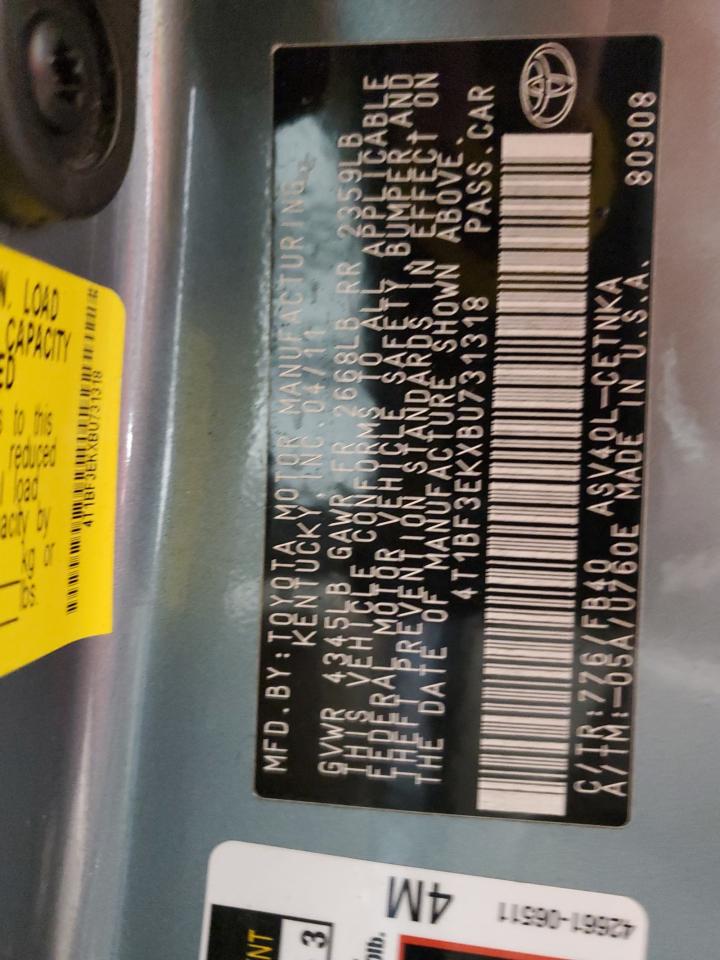 MFD.BY:TOYOTA MOTOR MANUFACTURING,
KENTUCKY INC.04/11
GVWR 4345LB GAWR FR 2668LB RR 2359LB
THIS VEHICLE CONFORMS TO ALL APPLICABLE
FEDERAL MOTOR VEHICLE SAFETY BUMPER AND
THEFT PREVENTION STANDARDS IN EFFECT ON
THE DATE OF MANUFACTURE SHOWN ABOVE.
4T1BF3EKXBU731318 PASS.CAR
C/TR:776/FB40 ASV40L-CETNKA
A/TM:-05A/U760E MADE IN U.S.A.
80908
LOAD
CAPACITY
ED
s to this
reduced
load
acity by
kg or
lbs.
4T1BF3EKXBU731318
4M
42661-06511
ENT
3